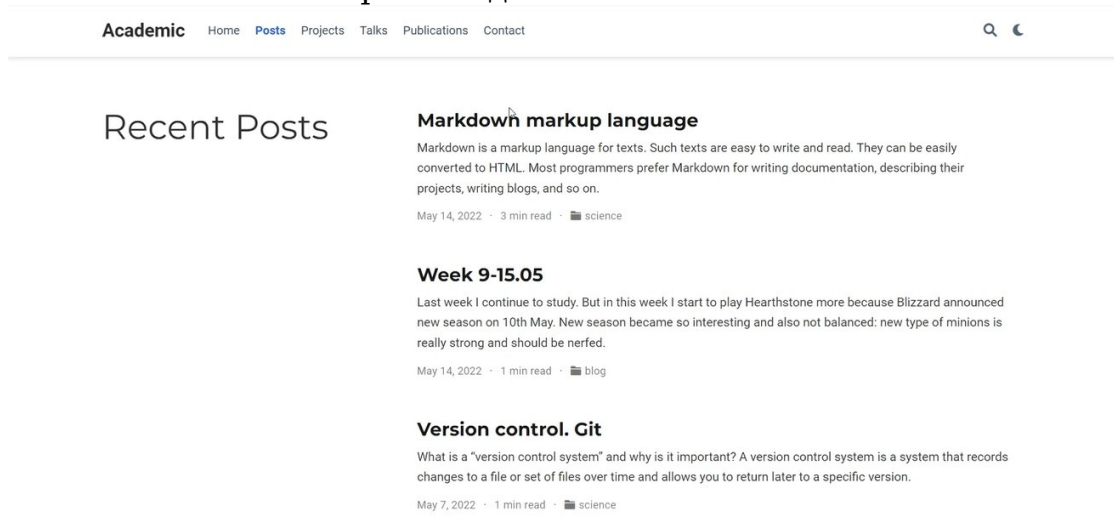 Academic Home Posts Projects Talks Publications Contact
Recent Posts
Markdown markup language
Markdown is a markup language for texts. Such texts are easy to write and read. They can be easily
converted to HTML. Most programmers prefer Markdown for writing documentation, describing their
projects, writing blogs, and so on.
May 14, 2022 · 3 min read · science
Week 9-15.05
Last week I continue to study. But in this week I start to play Hearthstone more because Blizzard announced
new season on 10th May. New season became so interesting and also not balanced: new type of minions is
really strong and should be nerfed.
May 14, 2022 · 1 min read · blog
Version control. Git
What is a “version control system” and why is it important? A version control system is a system that records
changes to a file or set of files over time and allows you to return later to a specific version.
May 7, 2022 · 1 min read · science